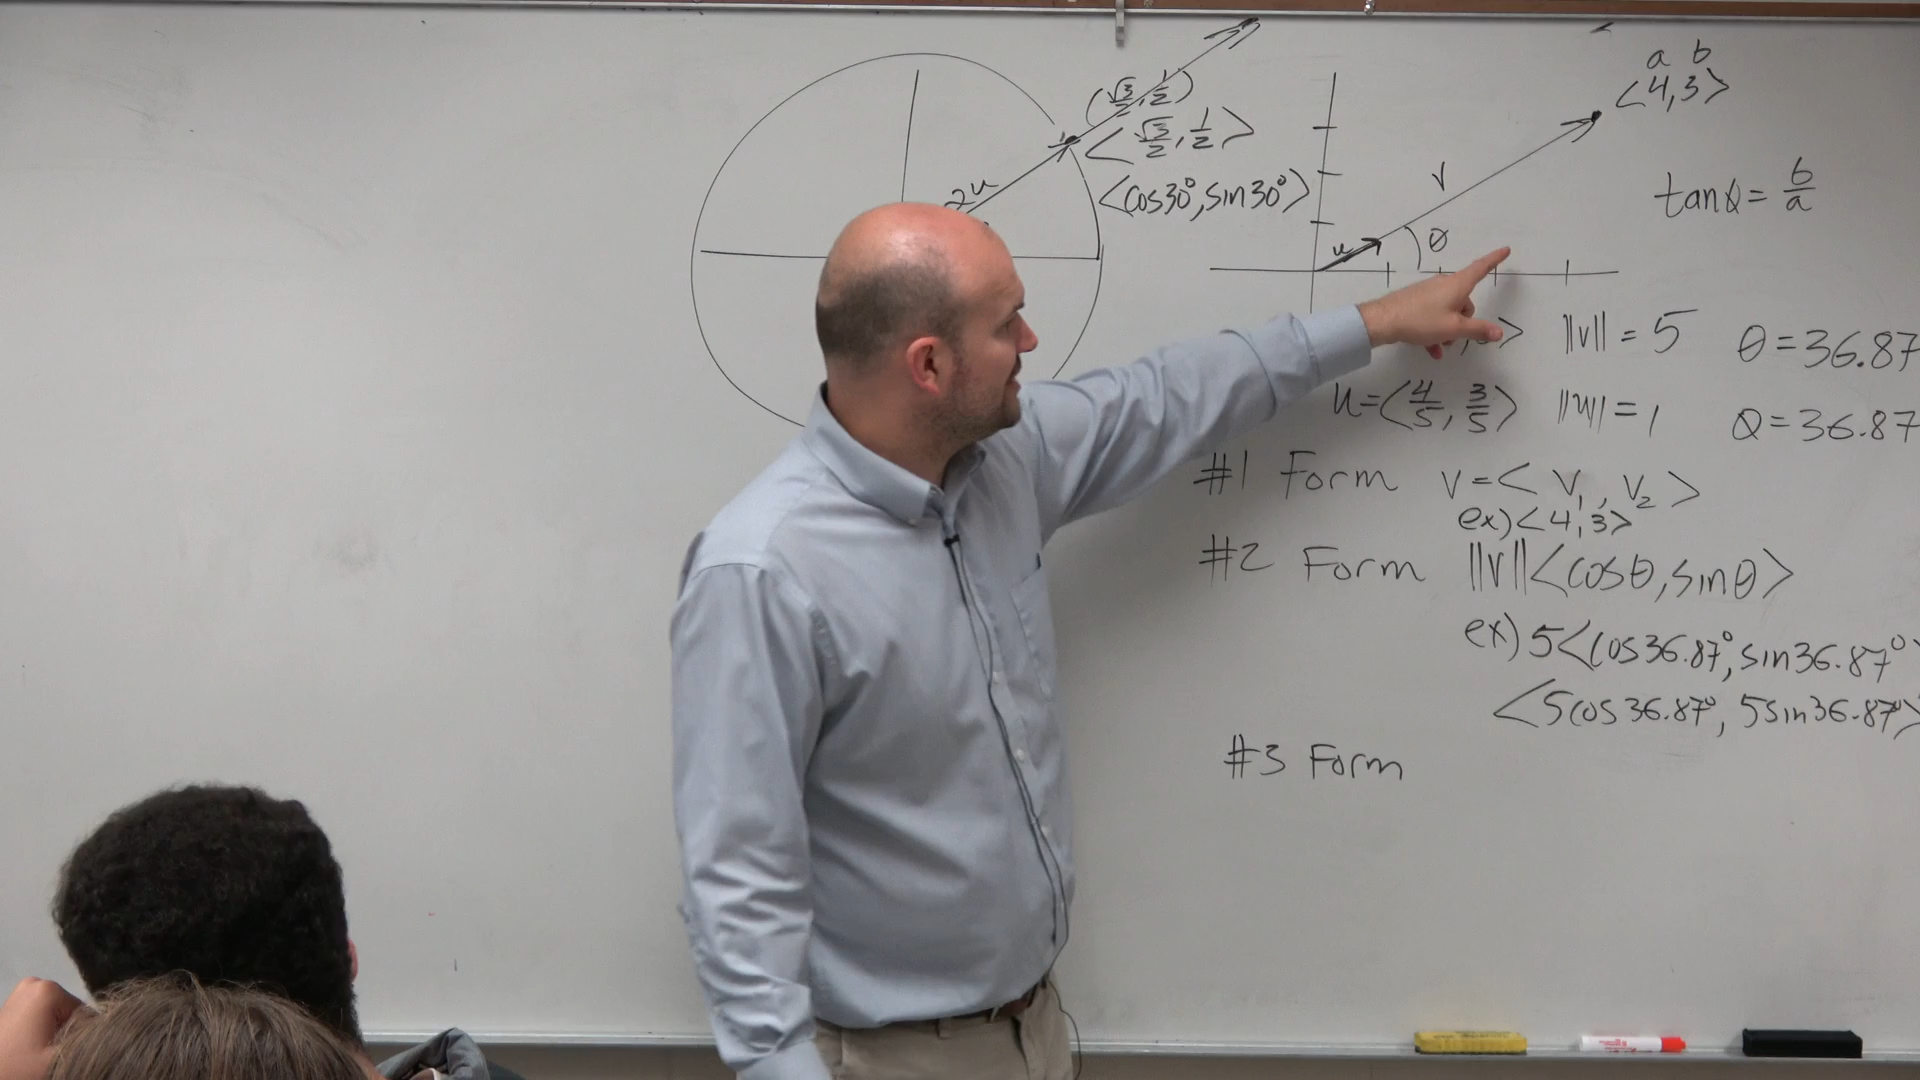 (√3/2, 1/2)
<√3/2, 1/2>
<cos30°, sin30°>
2u
a b
<4,3>
v
u
θ
tanθ = b/a
||v|| = 5 θ = 36.87
u = <4/5, 3/5> ||u|| = 1 θ = 36.87
#1 Form v = < v₁, v₂ >
ex) <4,3>
#2 Form ||v||<cosθ, sinθ>
ex) 5<cos36.87°, sin36.87°
<5cos36.87°, 5sin36.87°>
#3 Form